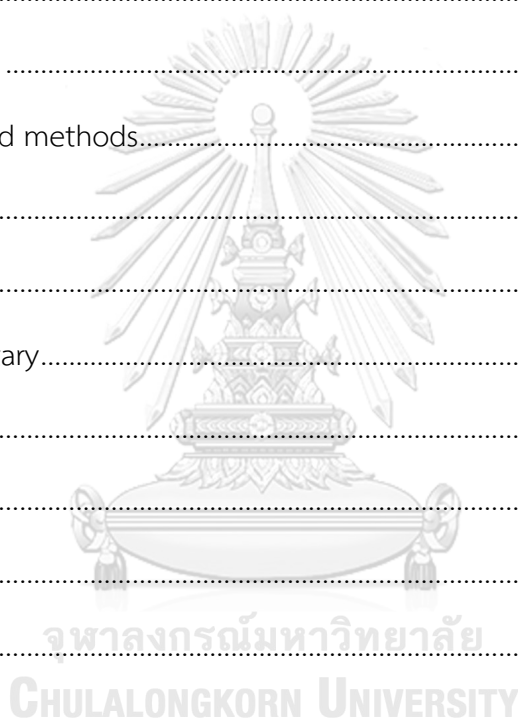 ................................................................
................................................................
d methods................................................................
................................................................
................................................................
ary................................................................
................................................................
................................................................
................................................................
................................................................
จุฬาลงกรณ์มหาวิทยาลัย
CHULALONGKORN UNIVERSITY